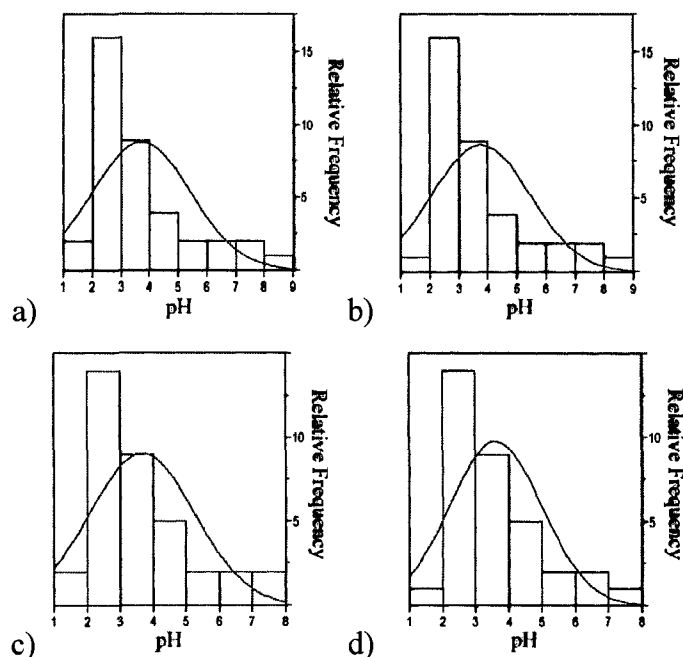 15
10
5
Relative Frequency
1 2 3 4 5 6 7 8 9
pH
a)
15
10
5
Relative Frequency
1 2 3 4 5 6 7 8 9
pH
b)
10
5
Relative Frequency
1 2 3 4 5 6 7 8
pH
c)
10
5
Relative Frequency
1 2 3 4 5 6 7 8
pH
d)